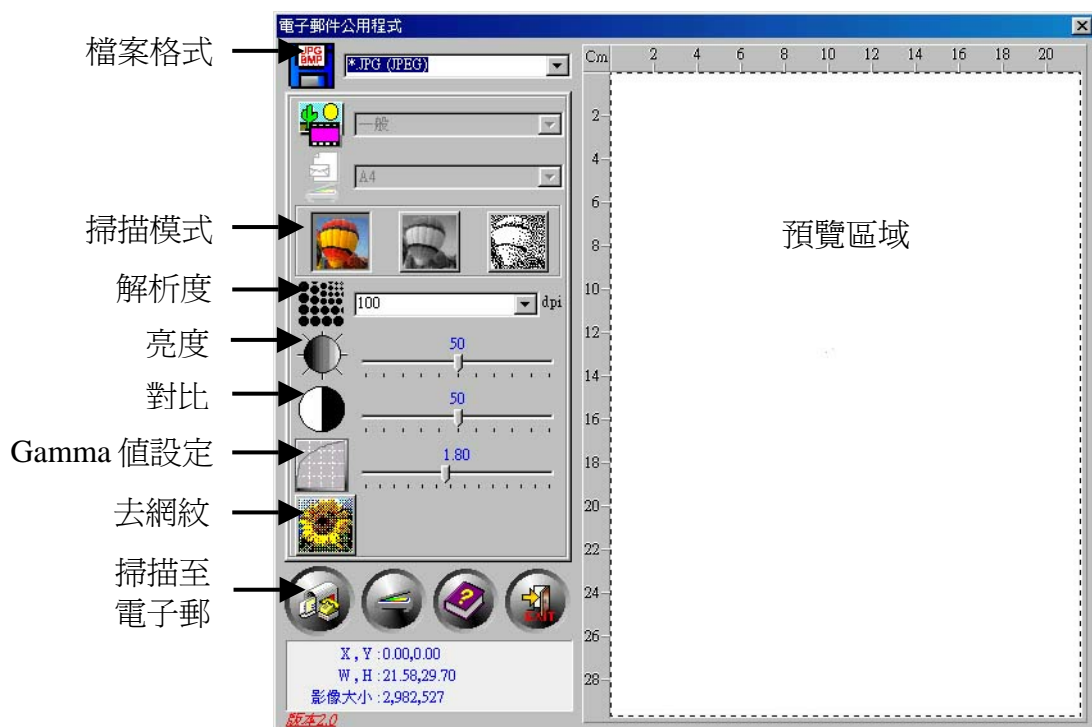 電子郵件公用程式
檔案格式
JPG
BMP
*.JPG (JPEG)
一般
A4
掃描模式
解析度
100
dpi
亮度
50
對比
50
Gamma 值設定
1.80
去網紋
掃描至
電子郵
EXIT
X , Y : 0.00,0.00
W , H : 21.58,29.70
影像大小 : 2,982,527
版本2.0
Cm 2 4 6 8 10 12 14 16 18 20
2
4
6
8
10
12
14
16
18
20
22
24
26
28
預覽區域